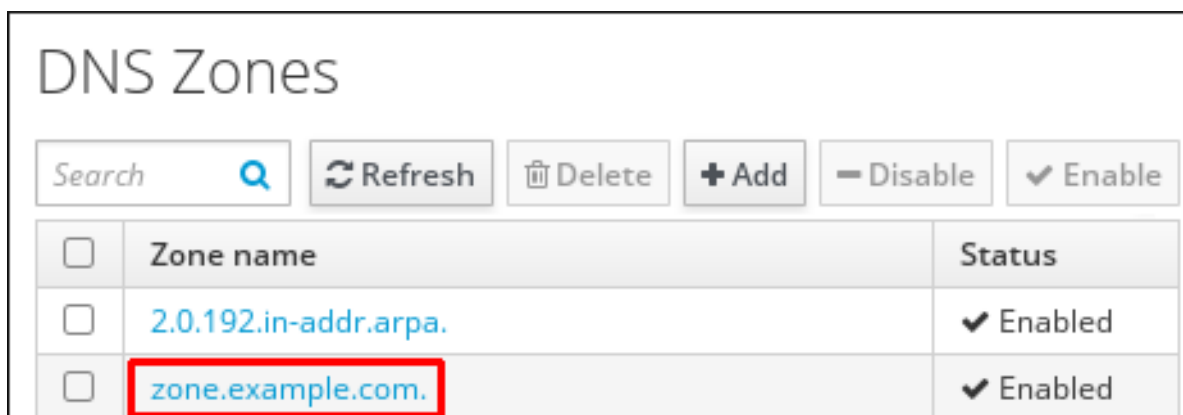 DNS Zones
Search Refresh Delete Add Disable Enable
Zone name Status
2.0.192.in-addr.arpa. Enabled
zone.example.com. Enabled